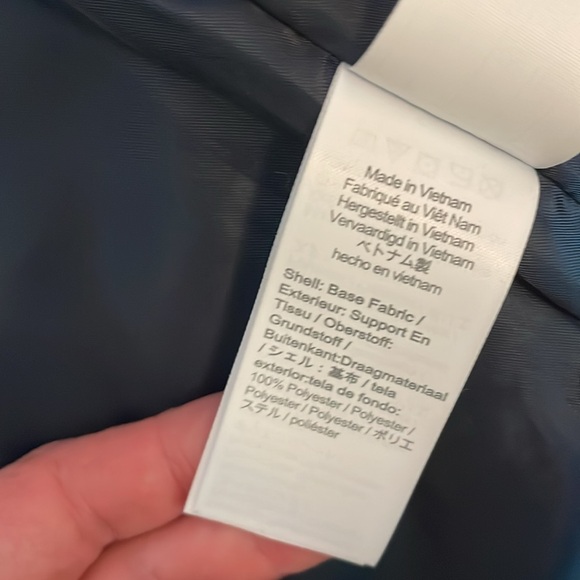 Made in Vietnam
Fabriqué au Viêt Nam
Hergestellt in Vietnam
Vervaardigd in Vietnam
ベトナム製
hecho en vietnam
Shell: Base Fabric /
Exterieur: Support En
Tissu / Oberstoff:
Grundstoff /
Buitenkant:Draagmateriaal
/ シェル：基布 / tela
exterior:tela de fondo:
100% Polyester / Polyester /
Polyester / Polyester / ポリエ
ステル / poliéster